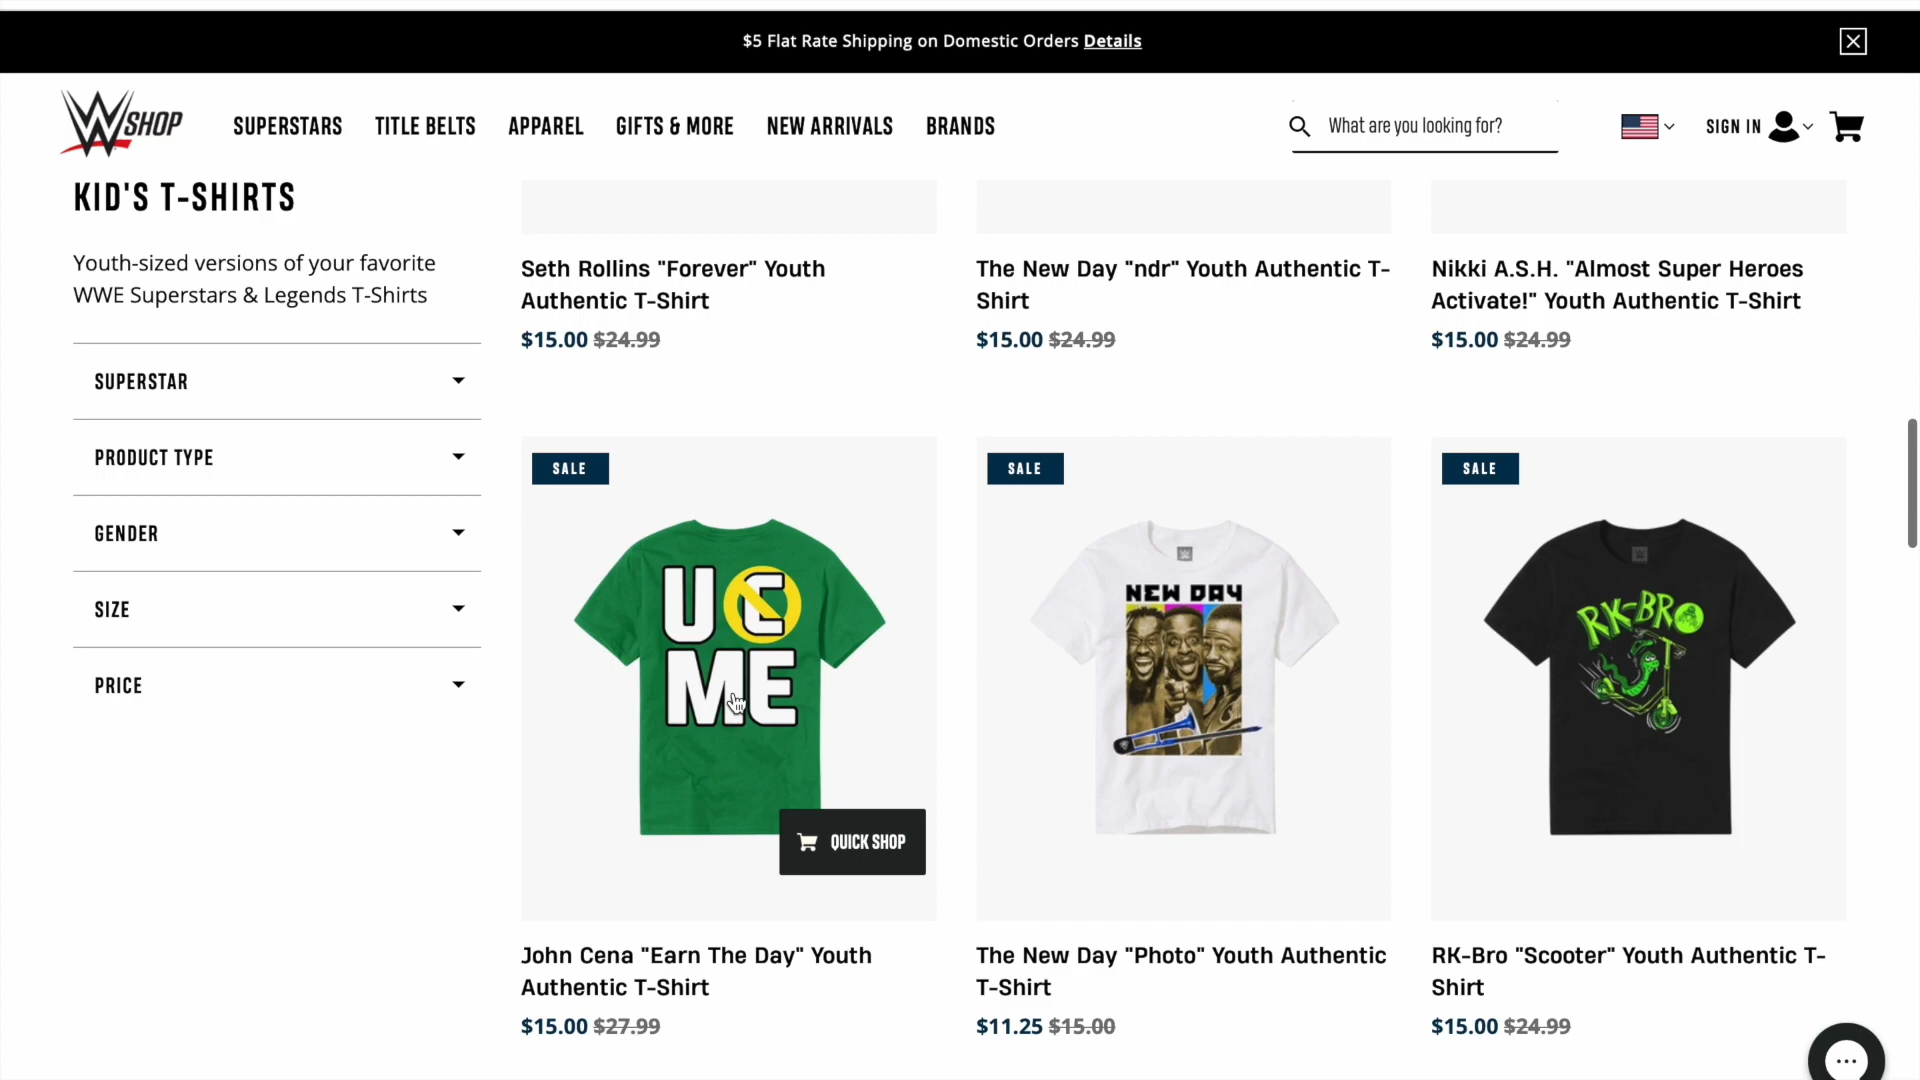 $5 Flat Rate Shipping on Domestic Orders Details
SHOP
SUPERSTARS
TITLE BELTS
APPAREL
GIFTS & MORE
NEW ARRIVALS
BRANDS
What are you looking for?
SIGN IN
KID'S T-SHIRTS
Youth-sized versions of your favorite
WWE Superstars & Legends T-Shirts
SUPERSTAR
PRODUCT TYPE
GENDER
SIZE
PRICE
Seth Rollins "Forever" Youth
Authentic T-Shirt
$15.00 $24.99
The New Day "ndr" Youth Authentic T-
Shirt
$15.00 $24.99
Nikki A.S.H. "Almost Super Heroes
Activate!" Youth Authentic T-Shirt
$15.00 $24.99
SALE
U C
ME
QUICK SHOP
John Cena "Earn The Day" Youth
Authentic T-Shirt
$15.00 $27.99
SALE
NEW DAY
The New Day "Photo" Youth Authentic
T-Shirt
$11.25 $15.00
SALE
RK-BRO
RK-Bro "Scooter" Youth Authentic T-
Shirt
$15.00 $24.99